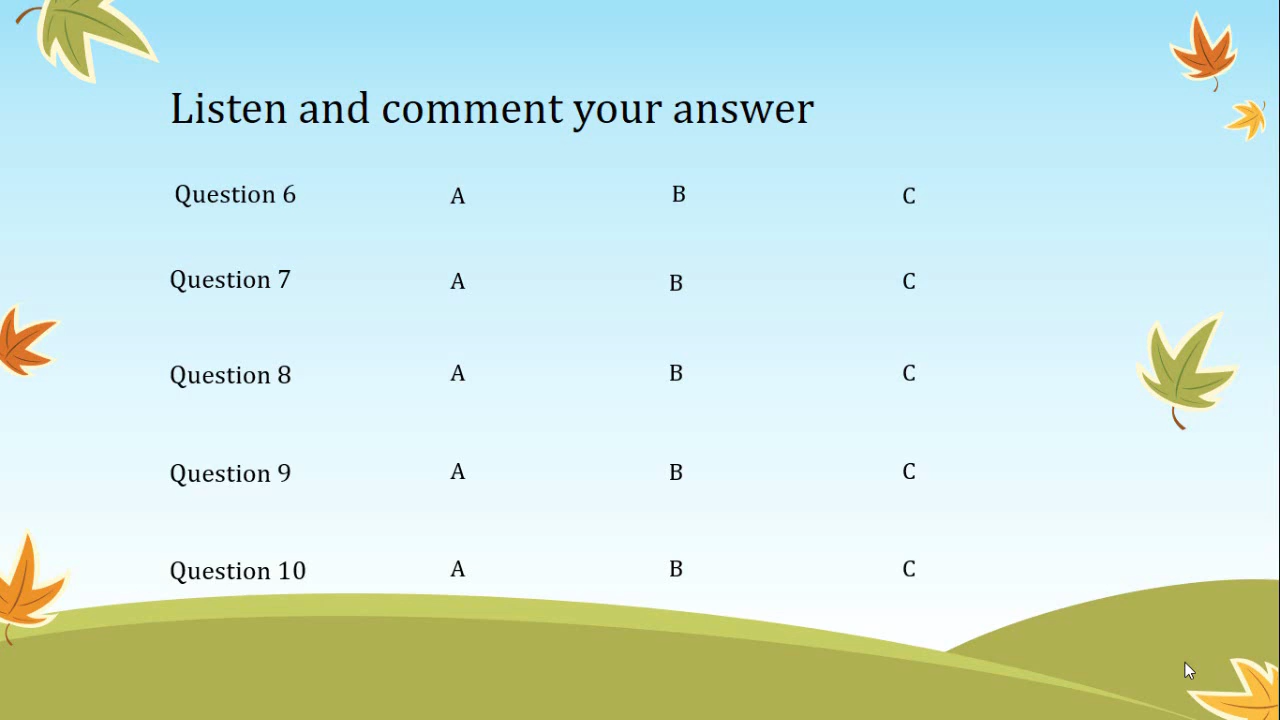 Listen and comment your answer
Question 6 A B C
Question 7 A B C
Question 8 A B C
Question 9 A B C
Question 10 A B C